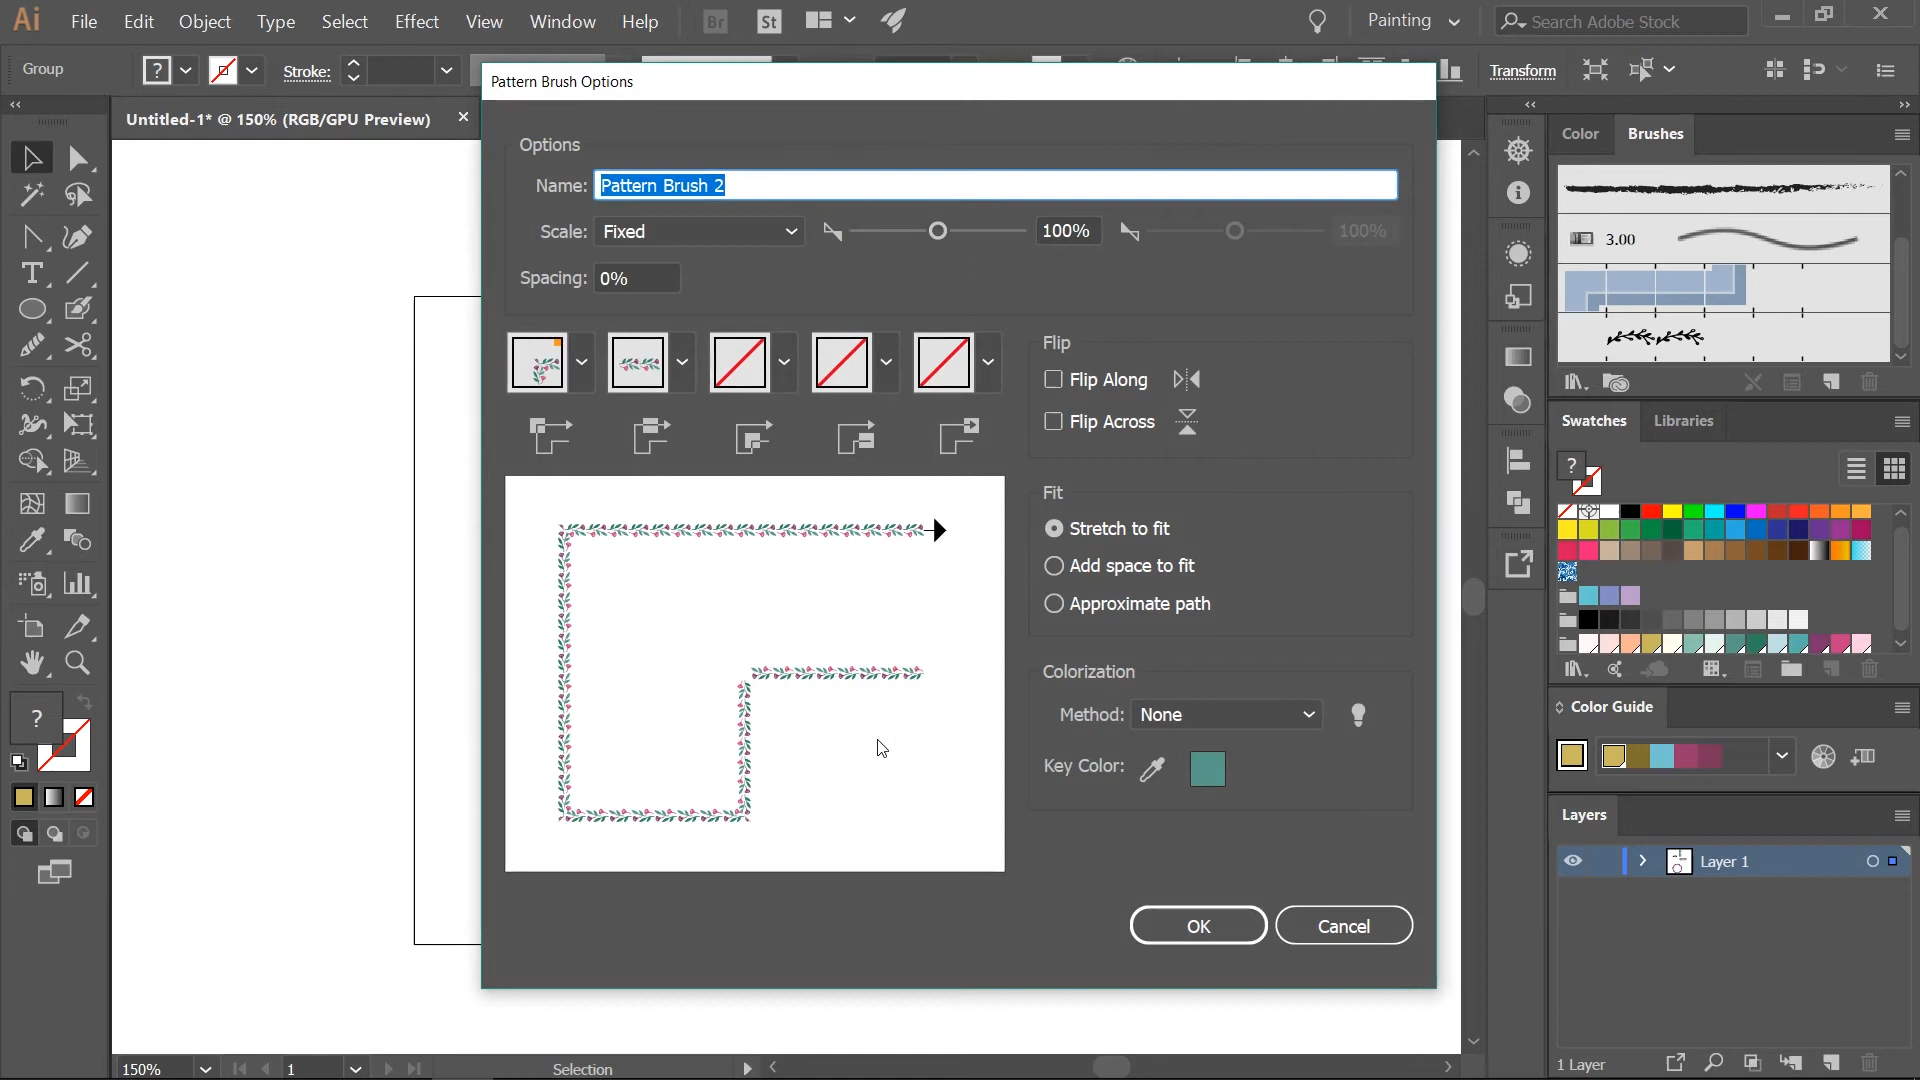 Ai File Edit Object Type Select Effect View Window Help Br St Painting Search Adobe Stock
Group ? Stroke: Transform
Pattern Brush Options
Untitled-1* @ 150% (RGB/GPU Preview)
Options
Name: Pattern Brush 2
Scale: Fixed 100% 100%
Spacing: 0%
Flip
Flip Along
Flip Across
Fit
Stretch to fit
Add space to fit
Approximate path
Colorization
Method: None
Key Color:
OK Cancel
Color Brushes
3.00
Swatches Libraries
?
Color Guide
Layers
Layer 1
1 Layer
?
150% 1 Selection